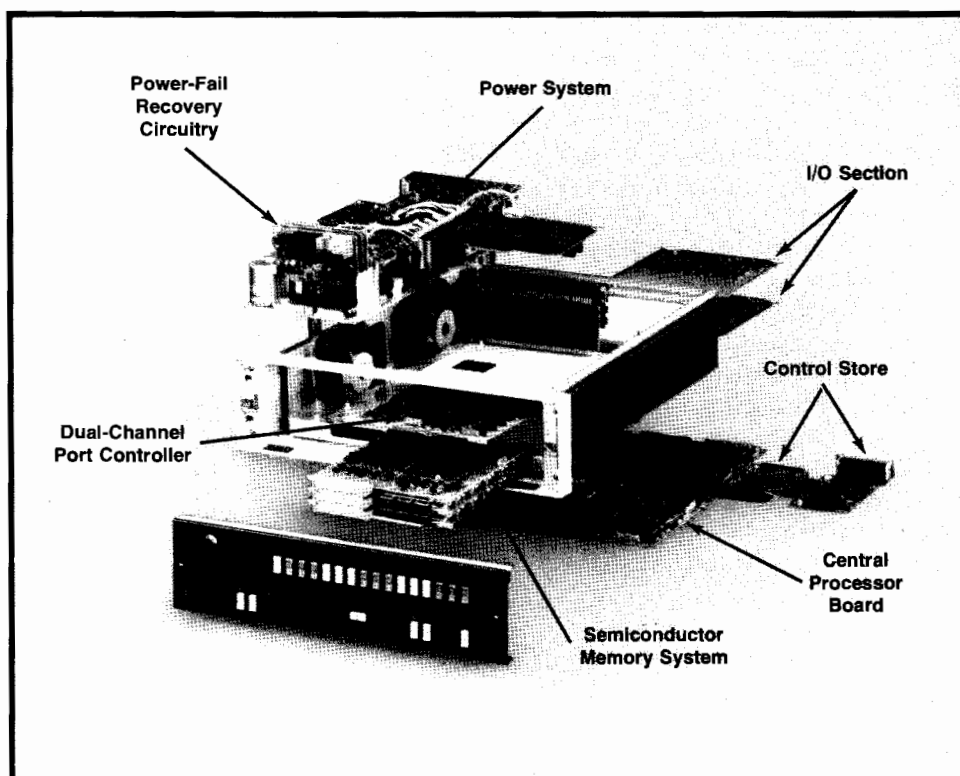 Power-Fail
Recovery
Circuitry
Power System
I/O Section
Control Store
Dual-Channel
Port Controller
Central
Processor
Board
Semiconductor
Memory System